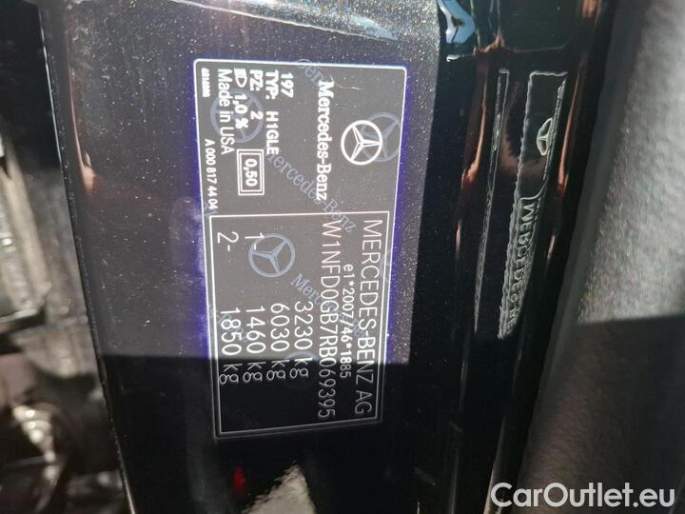 Mercedes-Benz
197
TYP: H1GLE
PZ: 2
1,0 %
Made in USA
0,50
A 000 817 44 04
MERCEDES-BENZ AG
e1*2007/46*1885
W1NFD0GB7RB069395
3230 kg
6030 kg
1- 1460 kg
2- 1850 kg
Mercedes-Benz
CarOutlet.eu